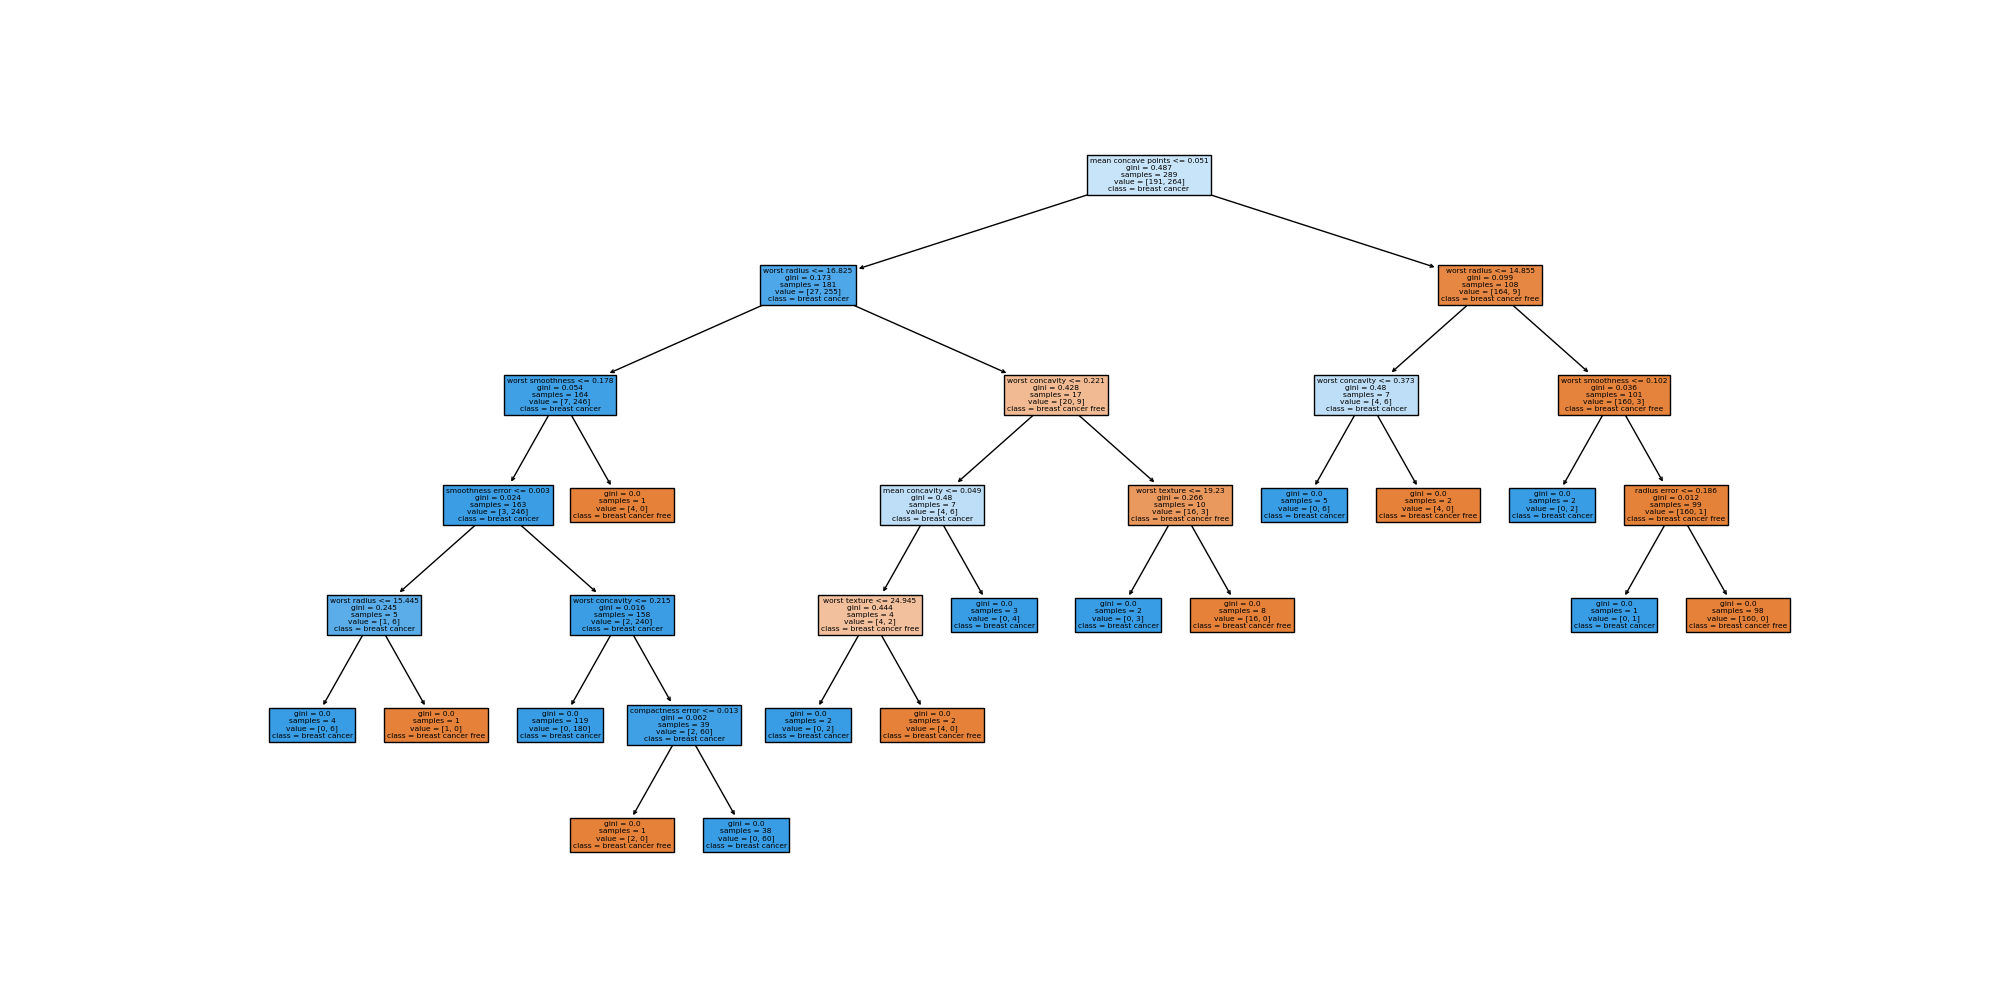 mean concave points <= 0.051
gini = 0.487
samples = 289
value = [191, 264]
class = breast cancer
worst radius <= 16.825
gini = 0.173
samples = 181
value = [27, 255]
class = breast cancer
worst radius <= 14.855
gini = 0.099
samples = 108
value = [164, 9]
class = breast cancer free
worst smoothness <= 0.178
gini = 0.054
samples = 164
value = [7, 246]
class = breast cancer
worst concavity <= 0.221
gini = 0.428
samples = 17
value = [20, 9]
class = breast cancer free
worst concavity <= 0.373
gini = 0.48
samples = 7
value = [4, 6]
class = breast cancer
worst smoothness <= 0.102
gini = 0.036
samples = 101
value = [160, 3]
class = breast cancer free
smoothness error <= 0.003
gini = 0.024
samples = 163
value = [3, 246]
class = breast cancer
gini = 0.0
samples = 1
value = [4, 0]
class = breast cancer free
mean concavity <= 0.049
gini = 0.48
samples = 7
value = [4, 6]
class = breast cancer
worst texture <= 19.23
gini = 0.266
samples = 10
value = [16, 3]
class = breast cancer free
gini = 0.0
samples = 5
value = [0, 6]
class = breast cancer
gini = 0.0
samples = 2
value = [4, 0]
class = breast cancer free
gini = 0.0
samples = 2
value = [0, 2]
class = breast cancer
radius error <= 0.186
gini = 0.012
samples = 99
value = [160, 1]
class = breast cancer free
worst radius <= 15.445
gini = 0.245
samples = 5
value = [1, 6]
class = breast cancer
worst concavity <= 0.215
gini = 0.016
samples = 158
value = [2, 240]
class = breast cancer
worst texture <= 24.945
gini = 0.444
samples = 4
value = [4, 2]
class = breast cancer free
gini = 0.0
samples = 3
value = [0, 4]
class = breast cancer
gini = 0.0
samples = 2
value = [0, 3]
class = breast cancer
gini = 0.0
samples = 8
value = [16, 0]
class = breast cancer free
gini = 0.0
samples = 1
value = [0, 1]
class = breast cancer
gini = 0.0
samples = 98
value = [160, 0]
class = breast cancer free
gini = 0.0
samples = 4
value = [0, 6]
class = breast cancer
gini = 0.0
samples = 1
value = [1, 0]
class = breast cancer free
gini = 0.0
samples = 119
value = [0, 180]
class = breast cancer
compactness error <= 0.013
gini = 0.062
samples = 39
value = [2, 60]
class = breast cancer
gini = 0.0
samples = 2
value = [0, 2]
class = breast cancer
gini = 0.0
samples = 2
value = [4, 0]
class = breast cancer free
gini = 0.0
samples = 1
value = [2, 0]
class = breast cancer free
gini = 0.0
samples = 38
value = [0, 60]
class = breast cancer